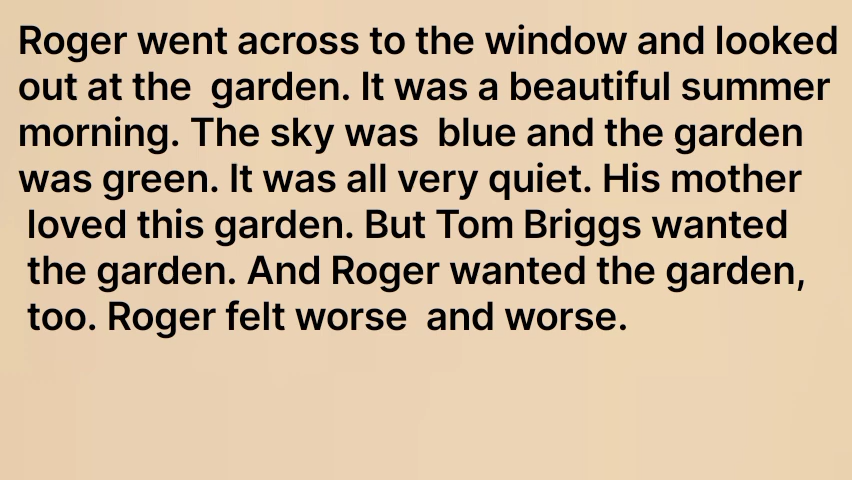 Roger went across to the window and looked
out at the  garden. It was a beautiful summer
morning. The sky was  blue and the garden
was green. It was all very quiet. His mother
 loved this garden. But Tom Briggs wanted
 the garden. And Roger wanted the garden,
 too. Roger felt worse  and worse.